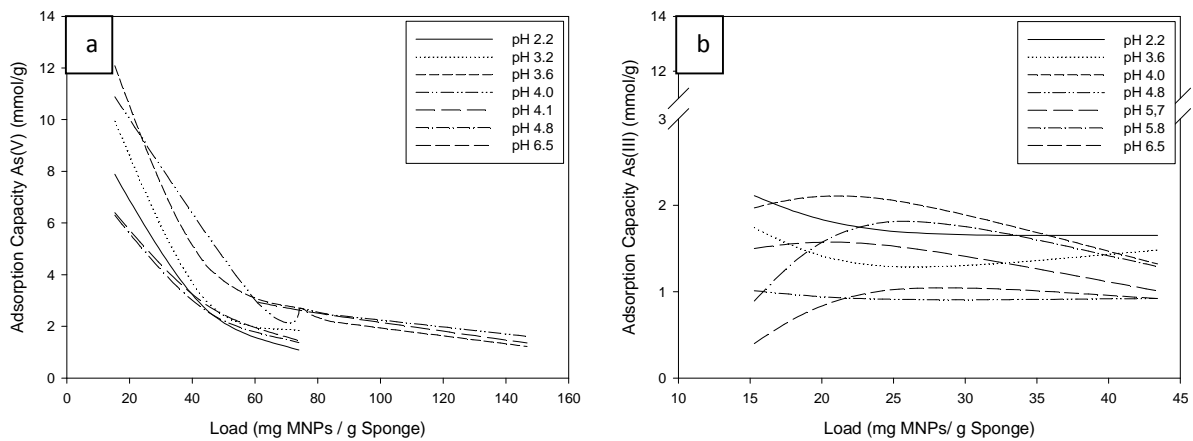 a
14
12
10
8
6
4
2
0
Adsorption Capacity As(V) (mmol/g)
0 20 40 60 80 100 120 140 160
Load (mg MNPs / g Sponge)
pH 2.2
pH 3.2
pH 3.6
pH 4.0
pH 4.1
pH 4.8
pH 6.5
b
14
12
3
2
1
0
Adsorption Capacity As(III) (mmol/g)
10 15 20 25 30 35 40 45
Load (mg MNPs/ g Sponge)
pH 2.2
pH 3.6
pH 4.0
pH 4.8
pH 5,7
pH 5.8
pH 6.5